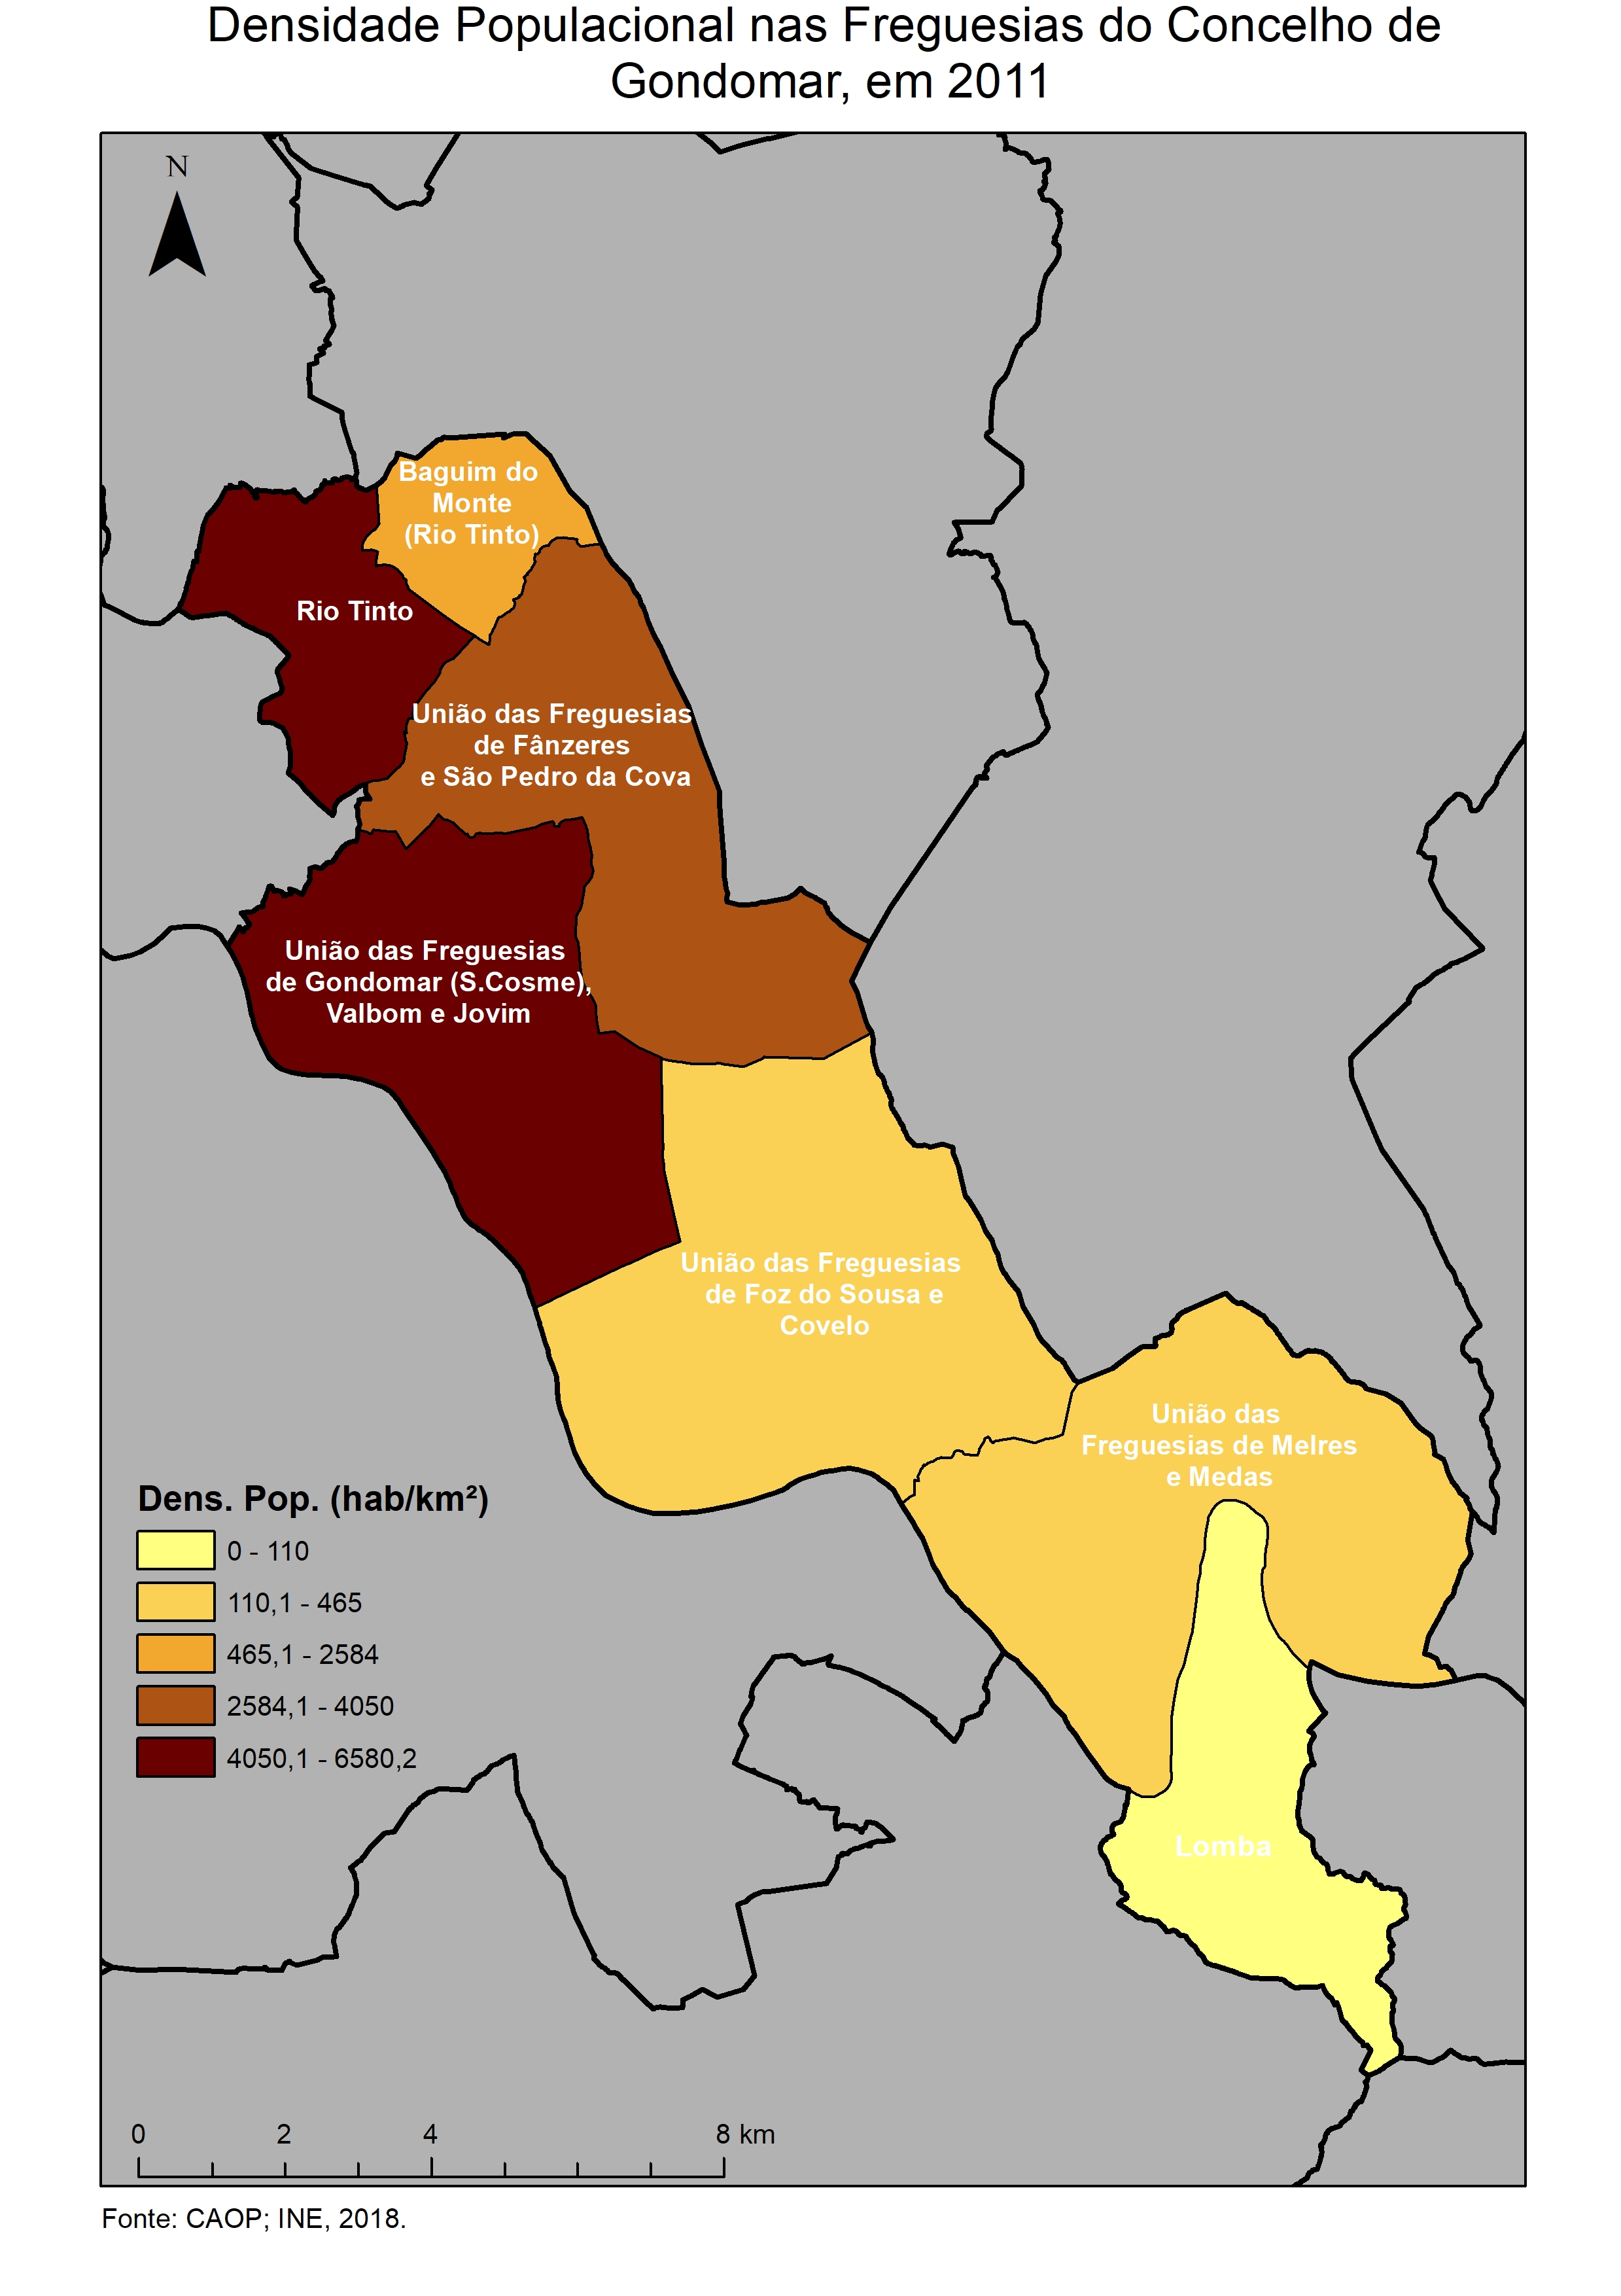 Densidade Populacional nas Freguesias do Concelho de
Gondomar, em 2011
N
Baguim do
Monte
(Rio Tinto)
Rio Tinto
União das Freguesias
de Fânzeres
e São Pedro da Cova
União das Freguesias
de Gondomar (S.Cosme),
Valbom e Jovim
União das Freguesias
de Foz do Sousa e
Covelo
União das
Freguesias de Melres
e Medas
Lomba
Dens. Pop. (hab/km²)
0 - 110
110,1 - 465
465,1 - 2584
2584,1 - 4050
4050,1 - 6580,2
0 2 4 8 km
Fonte: CAOP; INE, 2018.